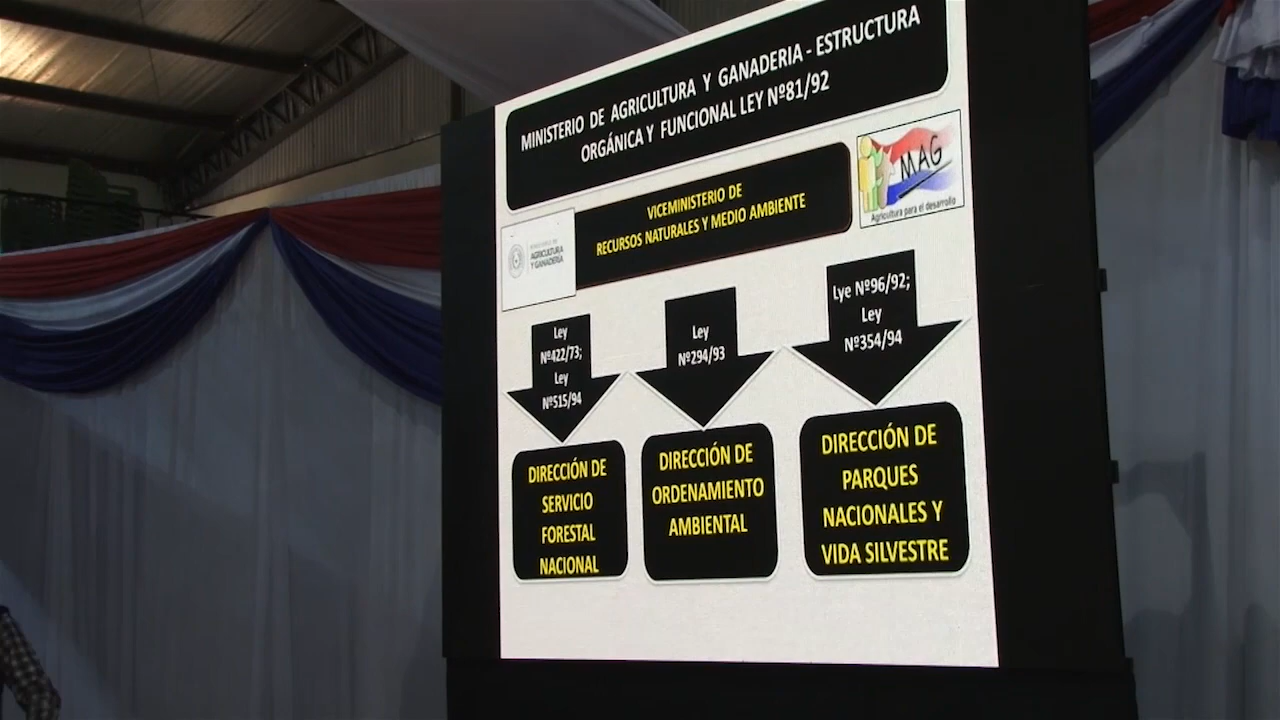 MINISTERIO DE AGRICULTURA Y GANADERIA - ESTRUCTURA
ORGÁNICA Y FUNCIONAL LEY Nº81/92
VICEMINISTERIO DE
RECURSOS NATURALES Y MEDIO AMBIENTE
MAG
Agricultura para el desarrollo
AGRICULTURA
Y GANADERÍA
Ley
Nº422/73;
Ley
Nº515/94
Ley
Nº294/93
Lye Nº96/92;
Ley
Nº354/94
DIRECCIÓN DE
SERVICIO
FORESTAL
NACIONAL
DIRECCIÓN DE
ORDENAMIENTO
AMBIENTAL
DIRECCIÓN DE
PARQUES
NACIONALES Y
VIDA SILVESTRE